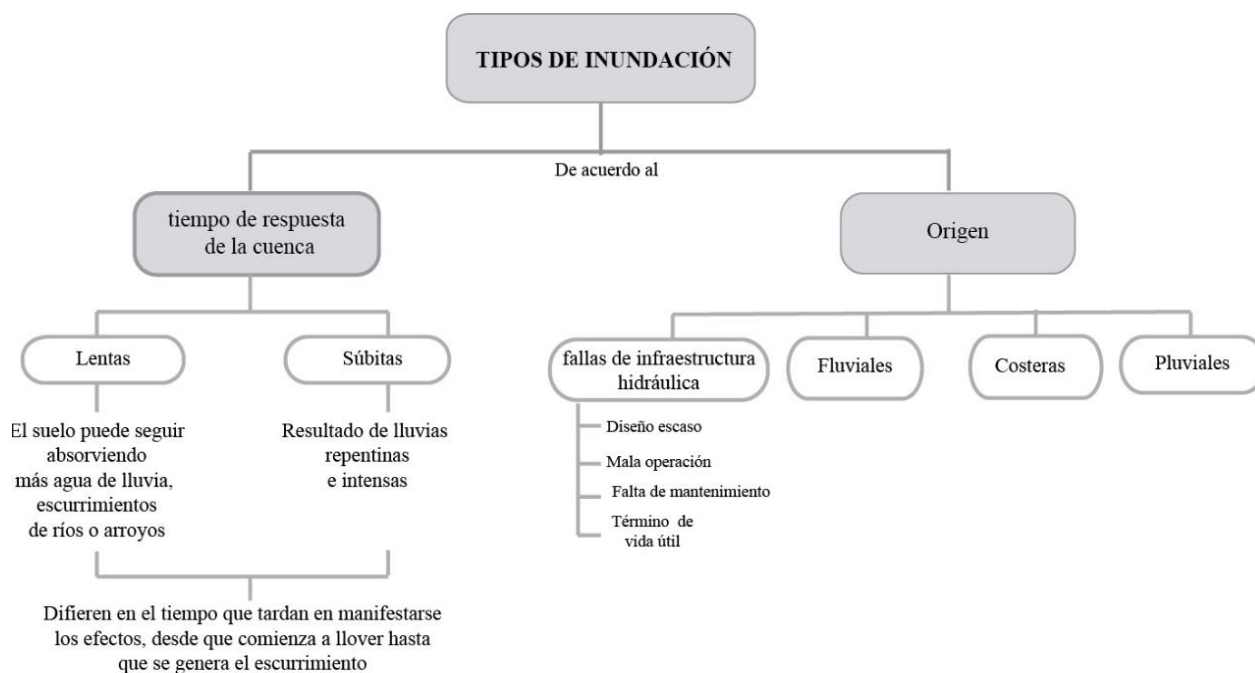 TIPOS DE INUNDACIÓN
De acuerdo al
tiempo de respuesta
de la cuenca
Origen
Lentas
Súbitas
fallas de infraestructura
hidráulica
Fluviales
Costeras
Pluviales
El suelo puede seguir
absorviendo
más agua de lluvia,
escurrimientos
de ríos o arroyos
Resultado de lluvias
repentinas
e intensas
Diseño escaso
Mala operación
Falta de mantenimiento
Término de
vida útil
Difieren en el tiempo que tardan en manifestarse
los efectos, desde que comienza a llover hasta
que se genera el escurrimiento